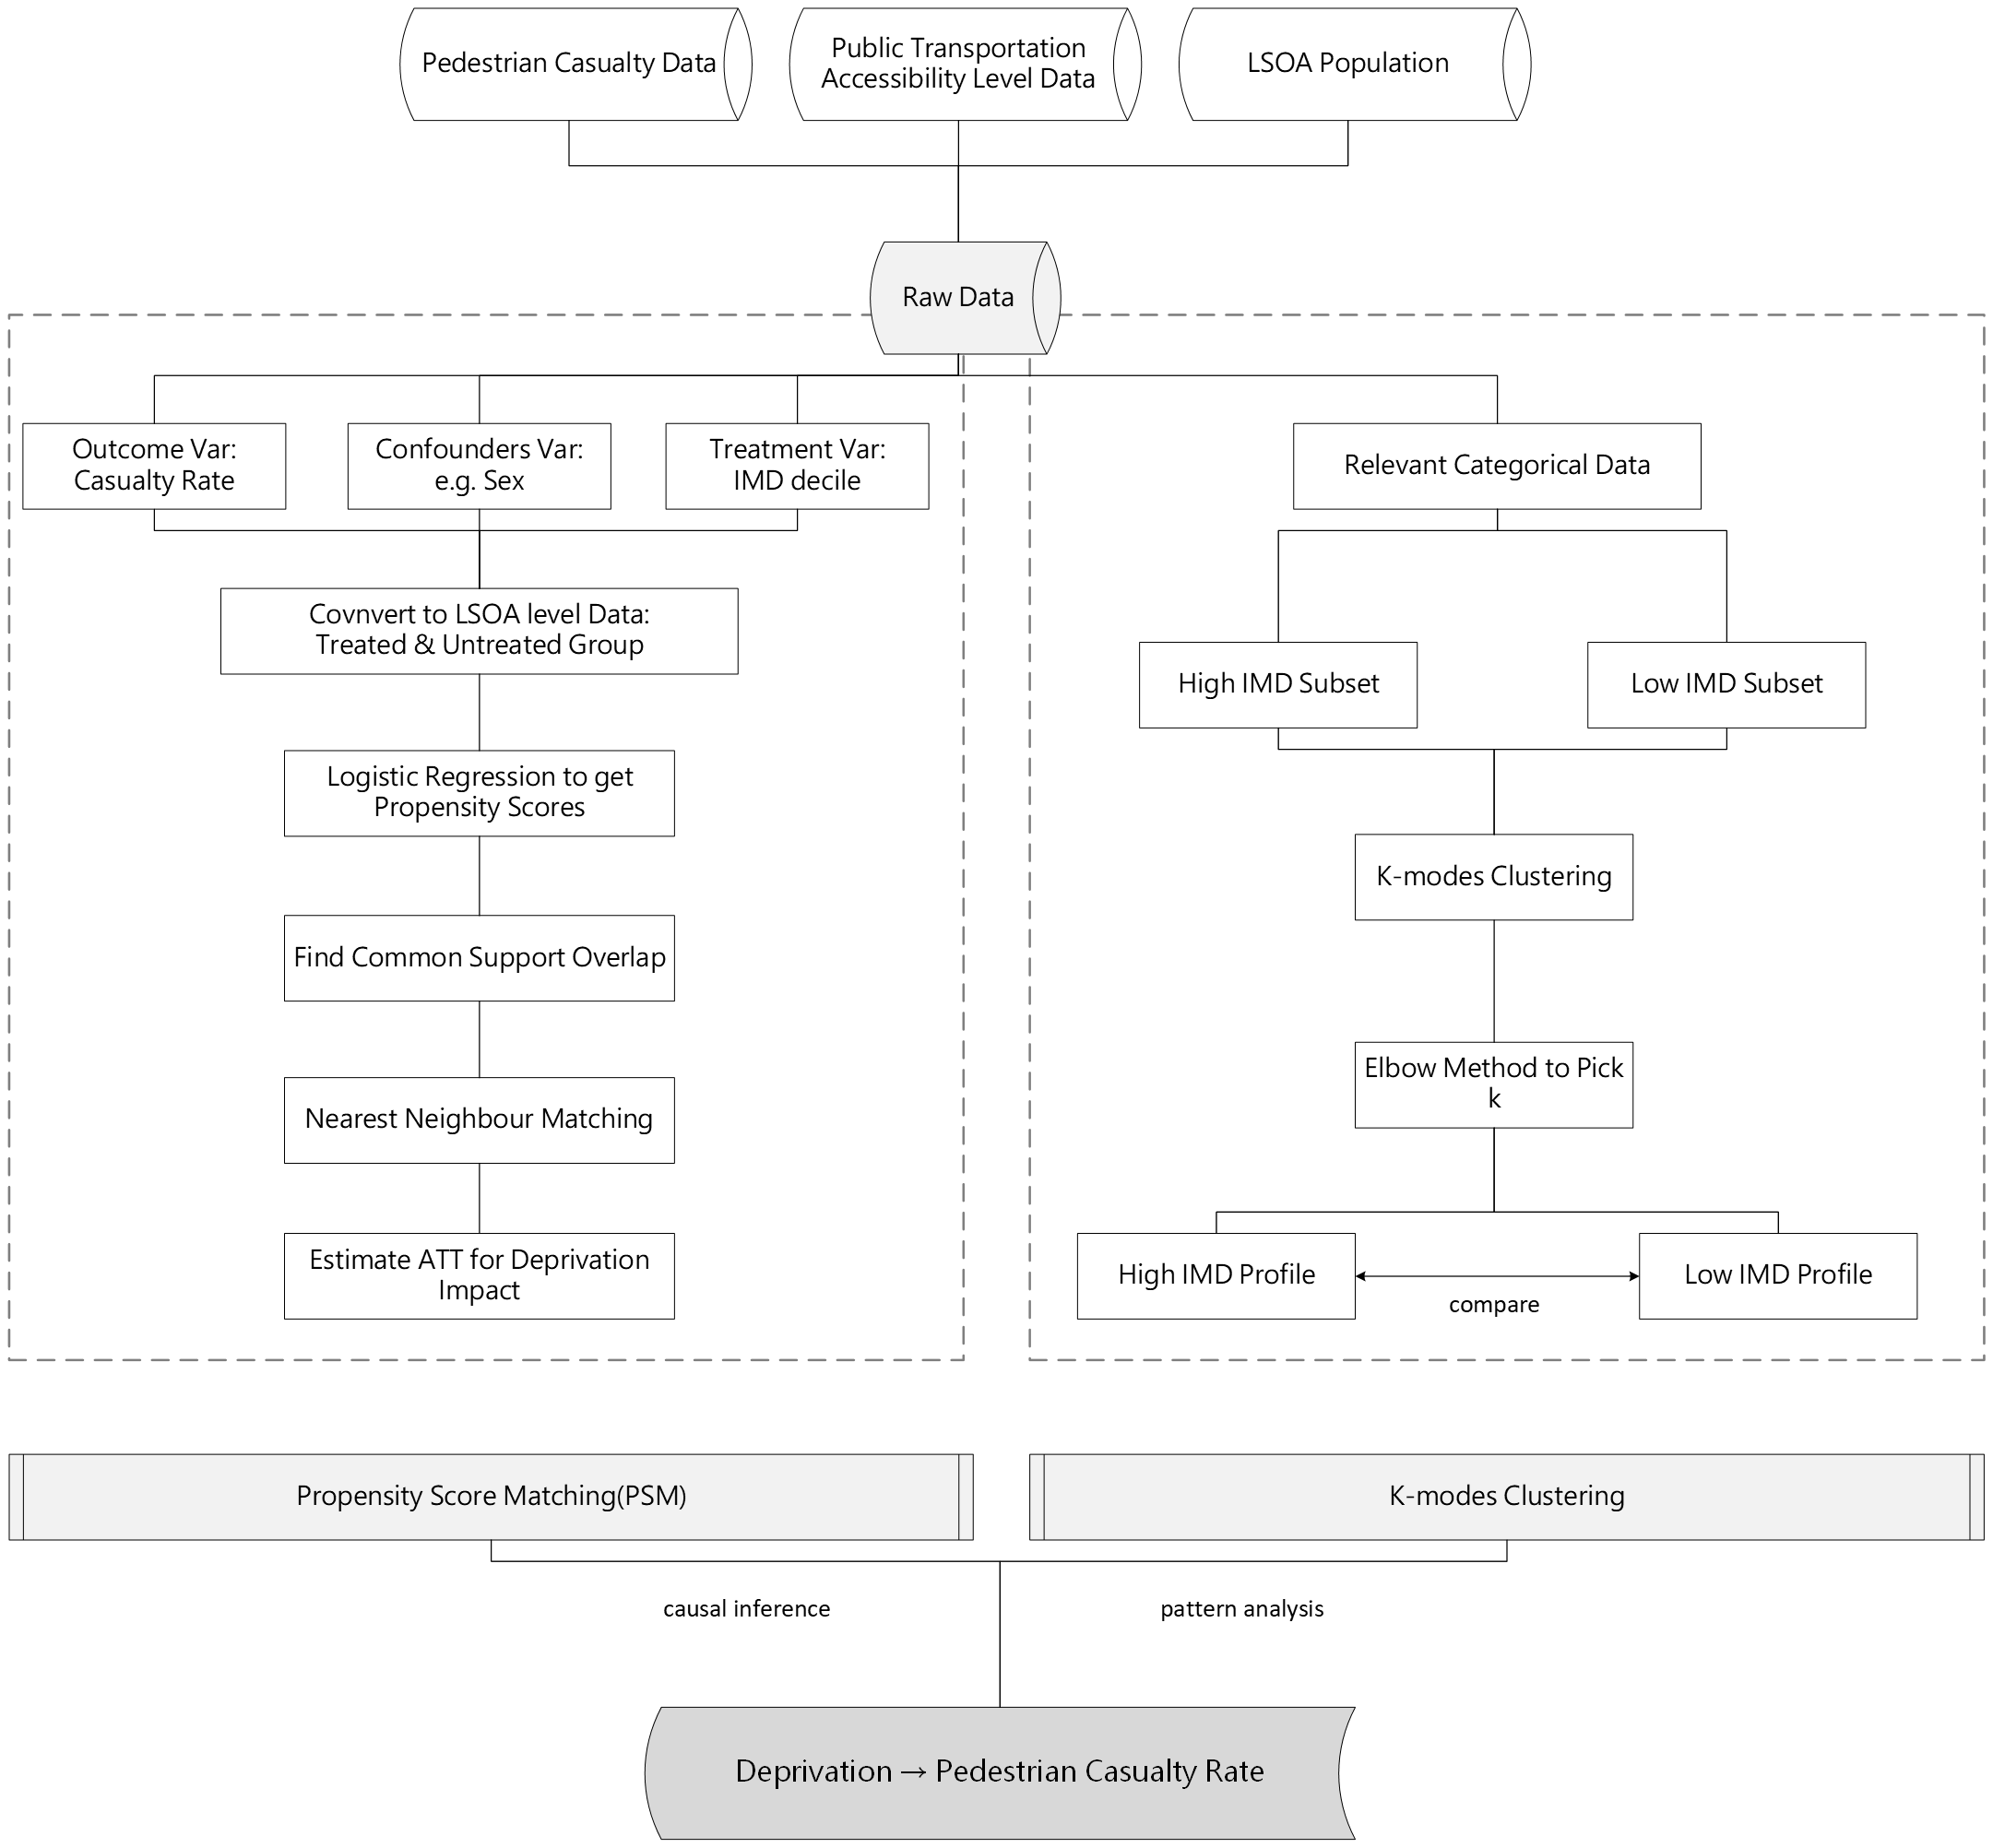 Pedestrian Casualty Data
Public Transportation
Accessibility Level Data
LSOA Population
Raw Data
Outcome Var:
Casualty Rate
Confounders Var:
e.g. Sex
Treatment Var:
IMD decile
Relevant Categorical Data
Covnvert to LSOA level Data:
Treated & Untreated Group
High IMD Subset
Low IMD Subset
Logistic Regression to get
Propensity Scores
K-modes Clustering
Find Common Support Overlap
Elbow Method to Pick
k
Nearest Neighbour Matching
Estimate ATT for Deprivation
Impact
High IMD Profile
compare
Low IMD Profile
Propensity Score Matching(PSM)
K-modes Clustering
causal inference
pattern analysis
Deprivation → Pedestrian Casualty Rate